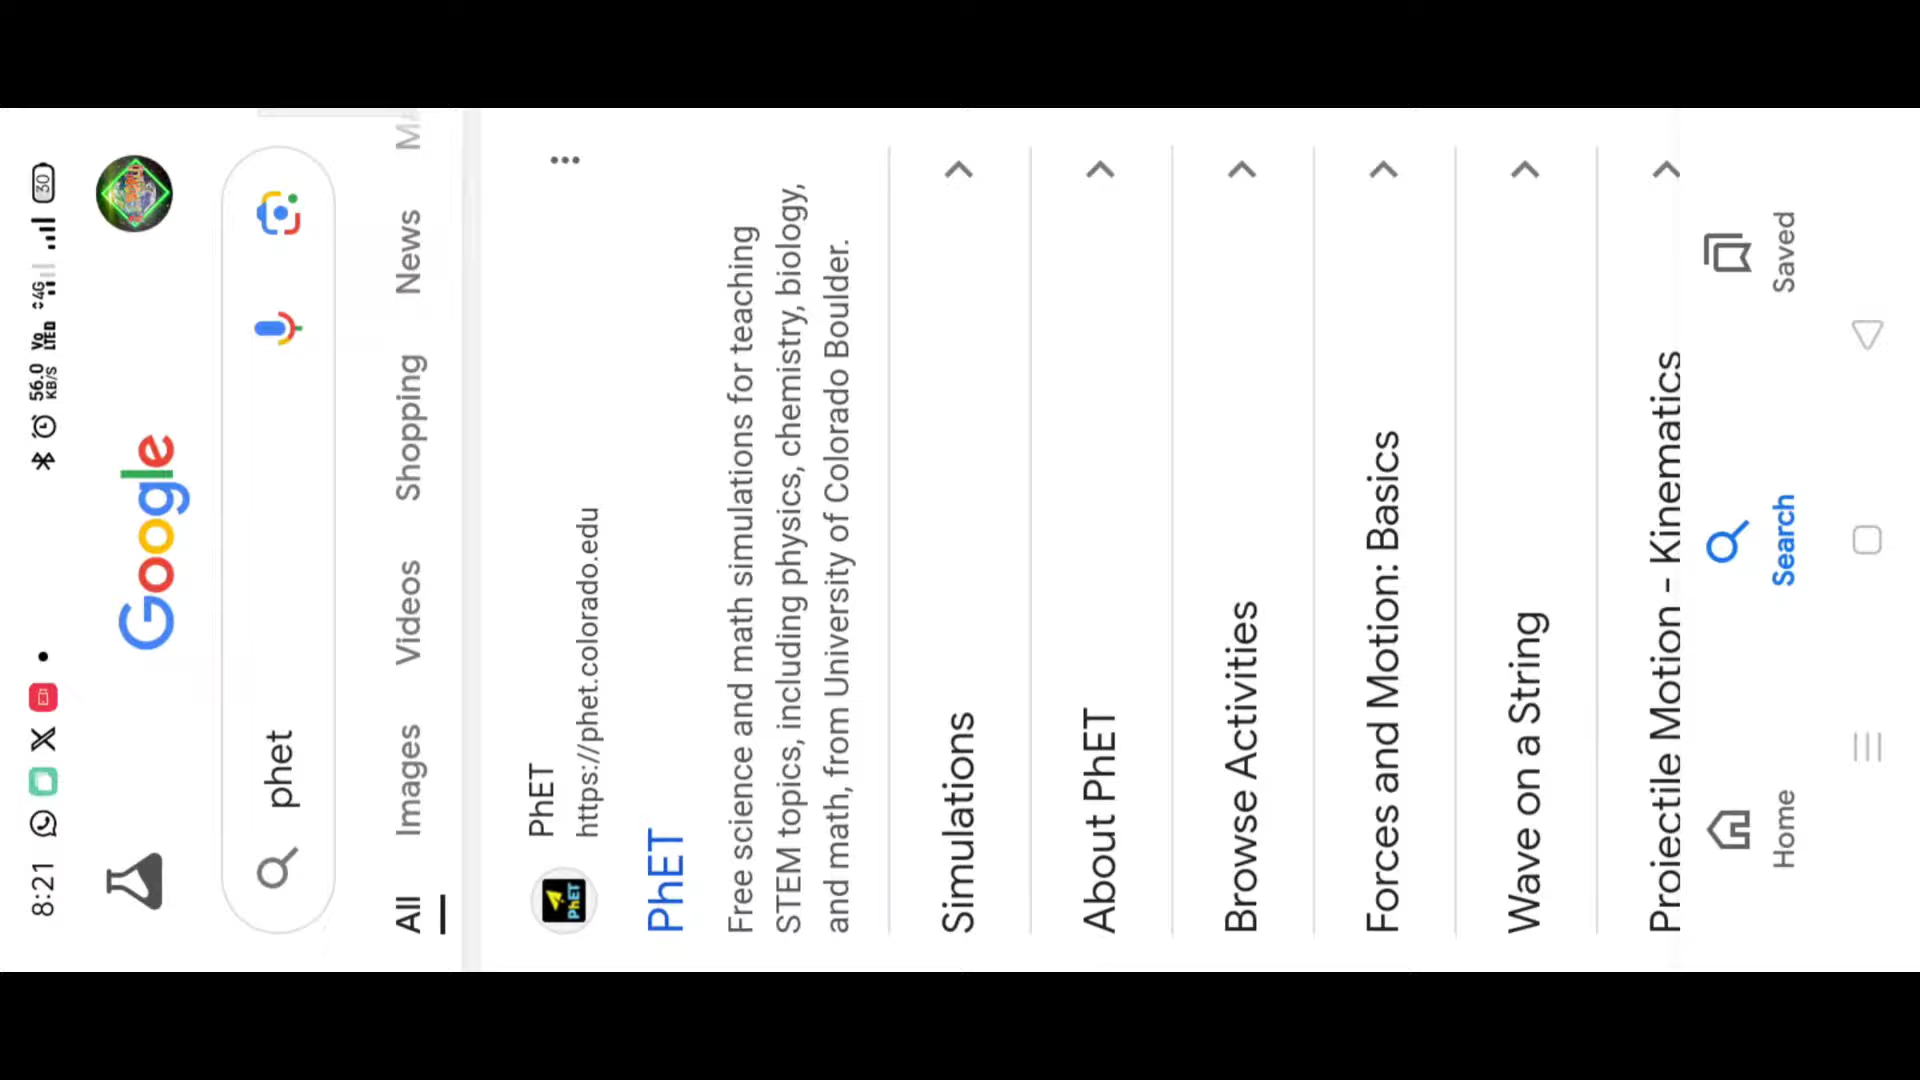 8:21
56.0 KB/S
Vo LTED
4G
30
Google
phet
All Images Videos Shopping News
PhET
PhET
https://phet.colorado.edu
PhET
Free science and math simulations for teaching
STEM topics, including physics, chemistry, biology,
and math, from University of Colorado Boulder.
Simulations
About PhET
Browse Activities
Forces and Motion: Basics
Wave on a String
Projectile Motion - Kinematics
Home Search Saved